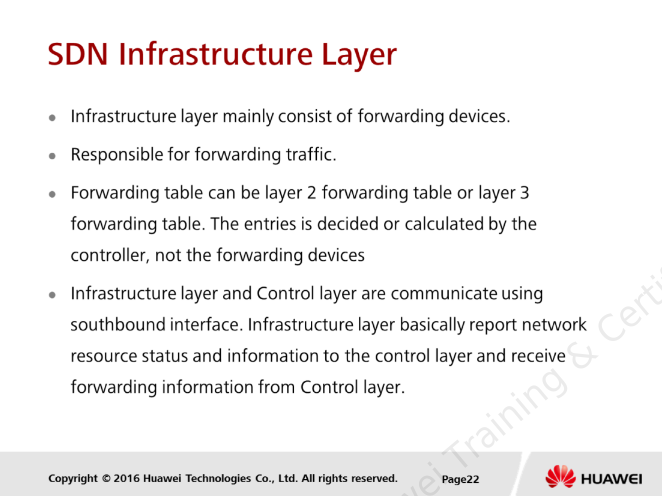 SDN Infrastructure Layer
● Infrastructure layer mainly consist of forwarding devices.
● Responsible for forwarding traffic.
● Forwarding table can be layer 2 forwarding table or layer 3
forwarding table. The entries is decided or calculated by the
controller, not the forwarding devices
● Infrastructure layer and Control layer are communicate using
southbound interface. Infrastructure layer basically report network
resource status and information to the control layer and receive
forwarding information from Control layer.
Training &
Copyright © 2016 Huawei Technologies Co., Ltd. All rights reserved.
Page22
HUAWEI